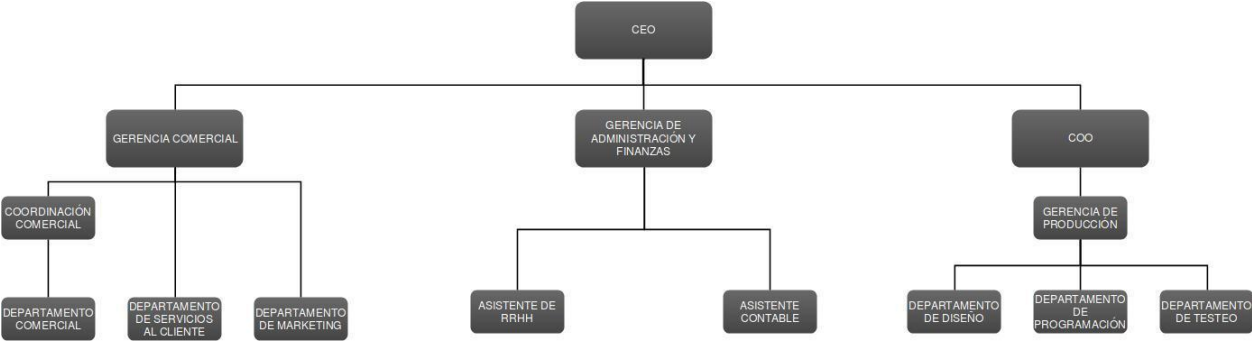 CEO
GERENCIA COMERCIAL
GERENCIA DE
ADMINISTRACIÓN Y
FINANZAS
COO
COORDINACIÓN
COMERCIAL
GERENCIA DE
PRODUCCIÓN
DEPARTAMENTO
COMERCIAL
DEPARTAMENTO
DE SERVICIOS
AL CLIENTE
DEPARTAMENTO
DE MARKETING
ASISTENTE DE
RRHH
ASISTENTE
CONTABLE
DEPARTAMENTO
DE DISEÑO
DEPARTAMENTO
DE
PROGRAMACIÓN
DEPARTAMENTO
DE TESTEO